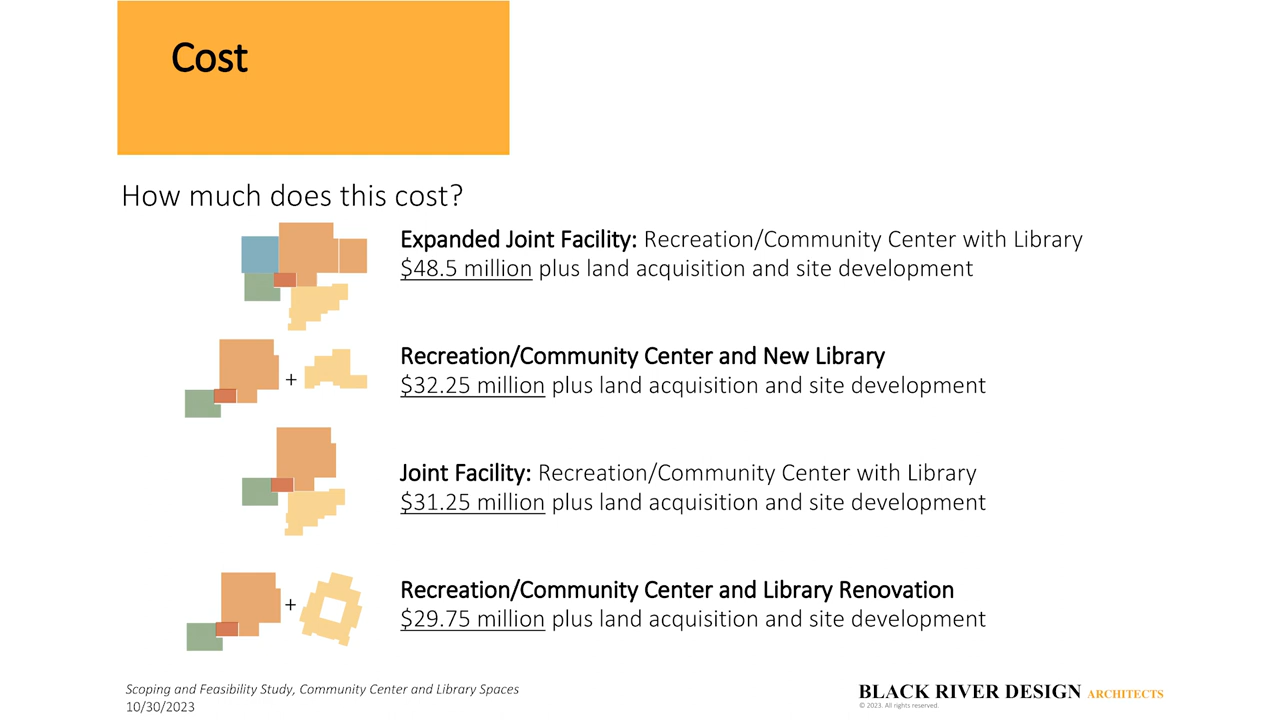 Cost
How much does this cost?
Expanded Joint Facility: Recreation/Community Center with Library
$48.5 million plus land acquisition and site development
+
Recreation/Community Center and New Library
$32.25 million plus land acquisition and site development
Joint Facility: Recreation/Community Center with Library
$31.25 million plus land acquisition and site development
+
Recreation/Community Center and Library Renovation
$29.75 million plus land acquisition and site development
Scoping and Feasibility Study, Community Center and Library Spaces
10/30/2023
BLACK RIVER DESIGN ARCHITECTS
© 2023. All rights reserved.